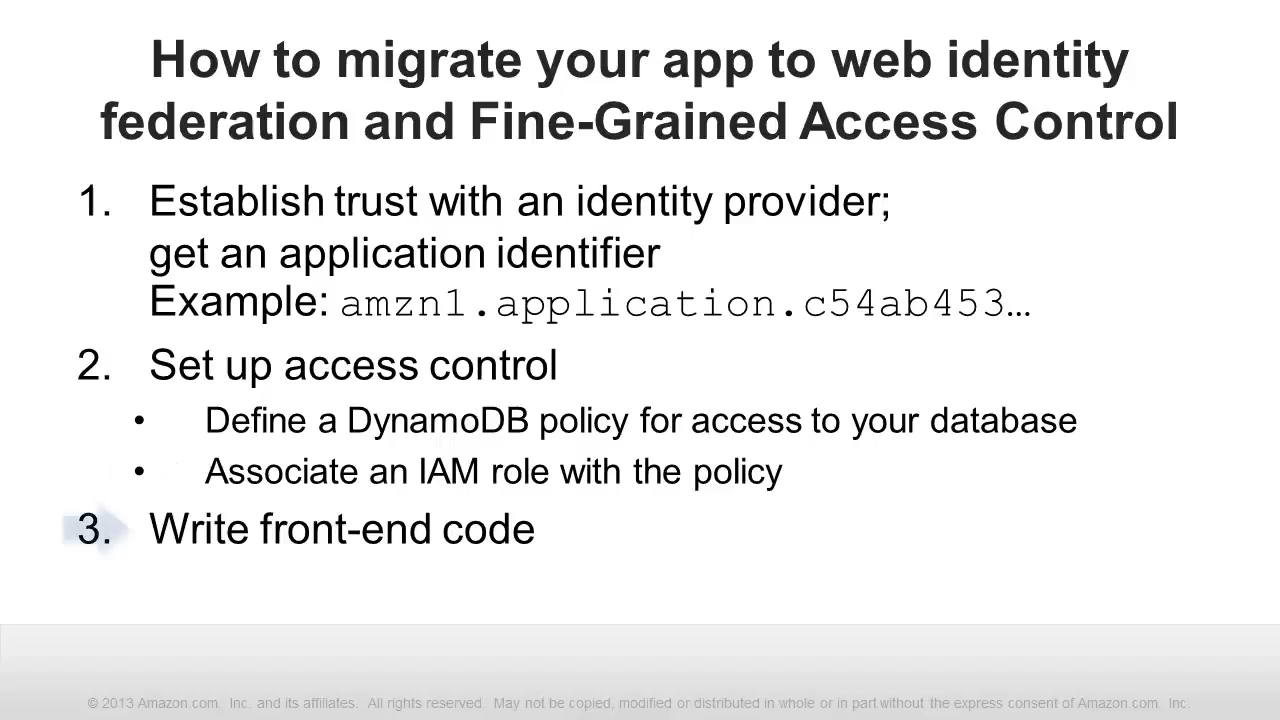 How to migrate your app to web identity
federation and Fine-Grained Access Control
1. Establish trust with an identity provider;
get an application identifier
Example: amzn1.application.c54ab453…
2. Set up access control
• Define a DynamoDB policy for access to your database
• Associate an IAM role with the policy
3. Write front-end code
© 2013 Amazon.com. Inc. and its affiliates. All rights reserved. May not be copied, modified or distributed in whole or in part without the express consent of Amazon.com. Inc.